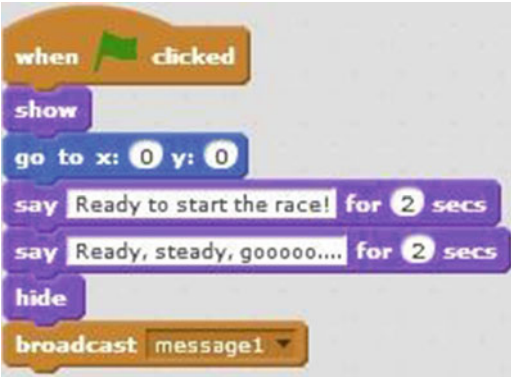 when clicked
show
go to x: 0 y: 0
say Ready to start the race! for 2 secs
say Ready, steady, gooooo.... for 2 secs
hide
broadcast message1